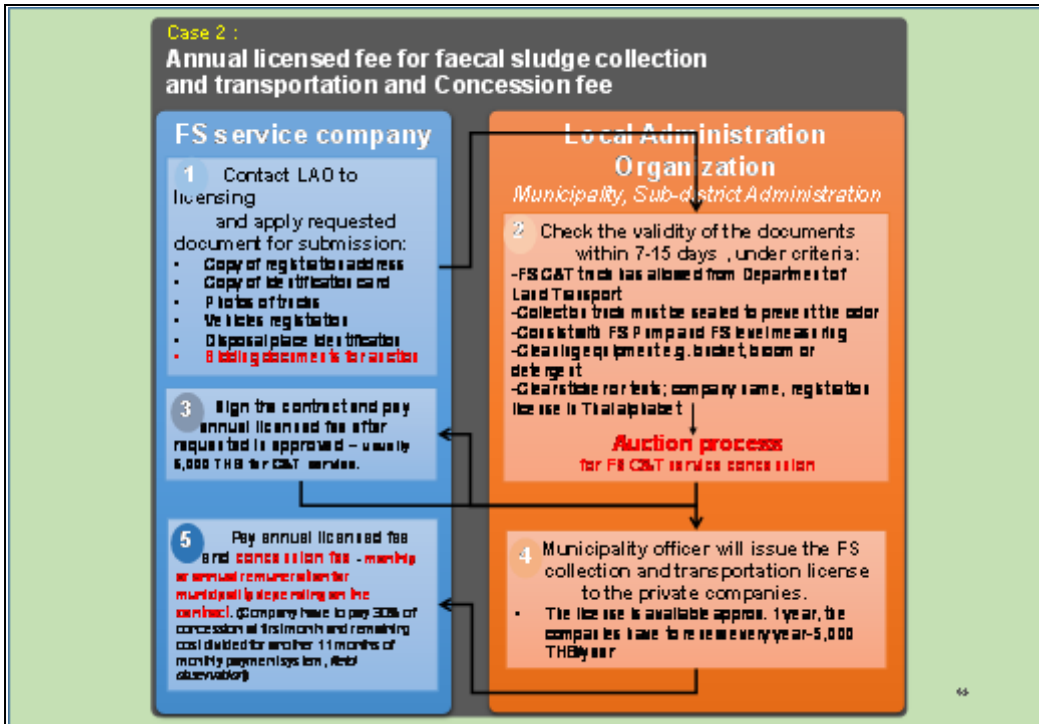 Case 2 :
Annual licensed fee for faecal sludge collection
and transportation and Concession fee
FS service company
1 Contact LAO to
licensing
and apply requested
document for submission:
• Copy of registration address
• Copy of identification card
• Photos of trucks
• Vehicles registration
• Disposal place identification
• Bidding documents for auction
3 Sign the contract and pay
annual licensed fee after
requested is approved – usually
5,000 THB for C&T service.
5 Pay annual licensed fee
and concession fee - monthly
or annual remuneration for
municipality depending on the
contract. (Company have to pay 30% of
concession at first month and remaining
cost divided for another 11 months of
monthly payment system, field
observation)
Local Administration
Organization
Municipality, Sub-district Administration
2 Check the validity of the documents
within 7-15 days , under criteria:
-FS C&T truck has allowed from Department of
Land Transport
-Collector truck must be sealed to prevent the odor
-Consist with FS Pump and FS level measuring
-Cleaning equipment e.g. bucket, broom or
detergent
-Clear sticker or texts; company name, registration
license in Thai alphabet
Auction process
for FS C&T service concession
4 Municipality officer will issue the FS
collection and transportation license
to the private companies.
• The license is available approx. 1 year, the
companies have to renew every year-5,000
THB/year